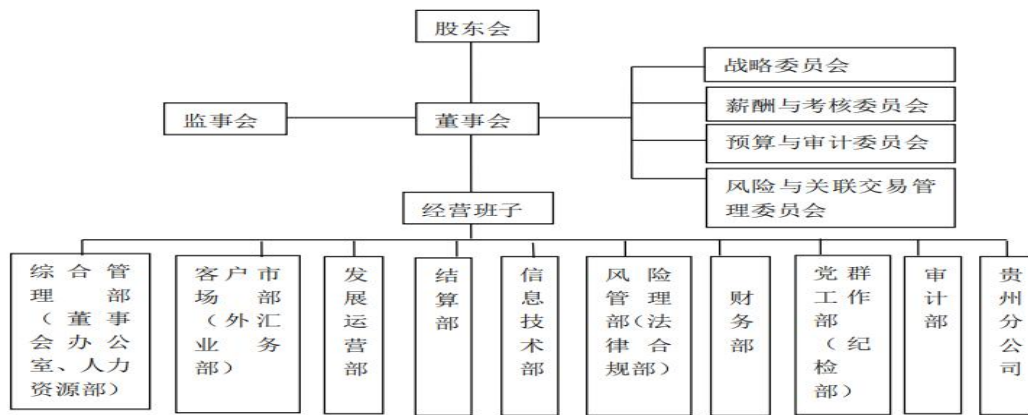 股东会
战略委员会
监事会
董事会
薪酬与考核委员会
预算与审计委员会
风险与关联交易管
理委员会
经营班子
综合管
理部
（董事
会办公
室、人力
资源部）
客户市
场部
（外汇
业务
部）
发
展
运
营
部
结
算
部
信
息
技
术
部
风险
管理
部(法
律合
规部)
财
务
部
党群
工作
部
（纪
检
部）
审
计
部
贵
州
分
公
司